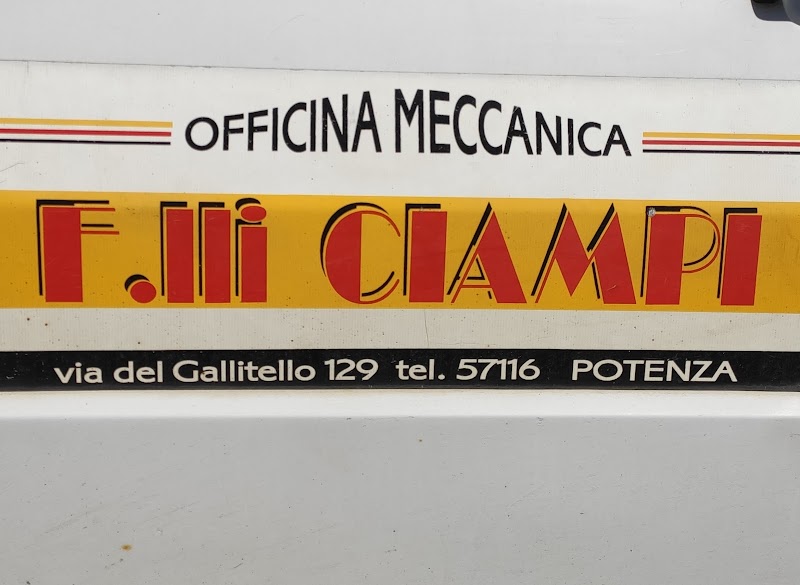 OFFICINA MECCANICA
F.lli CIAMPI
via del Gallitello 129 tel. 57116 POTENZA